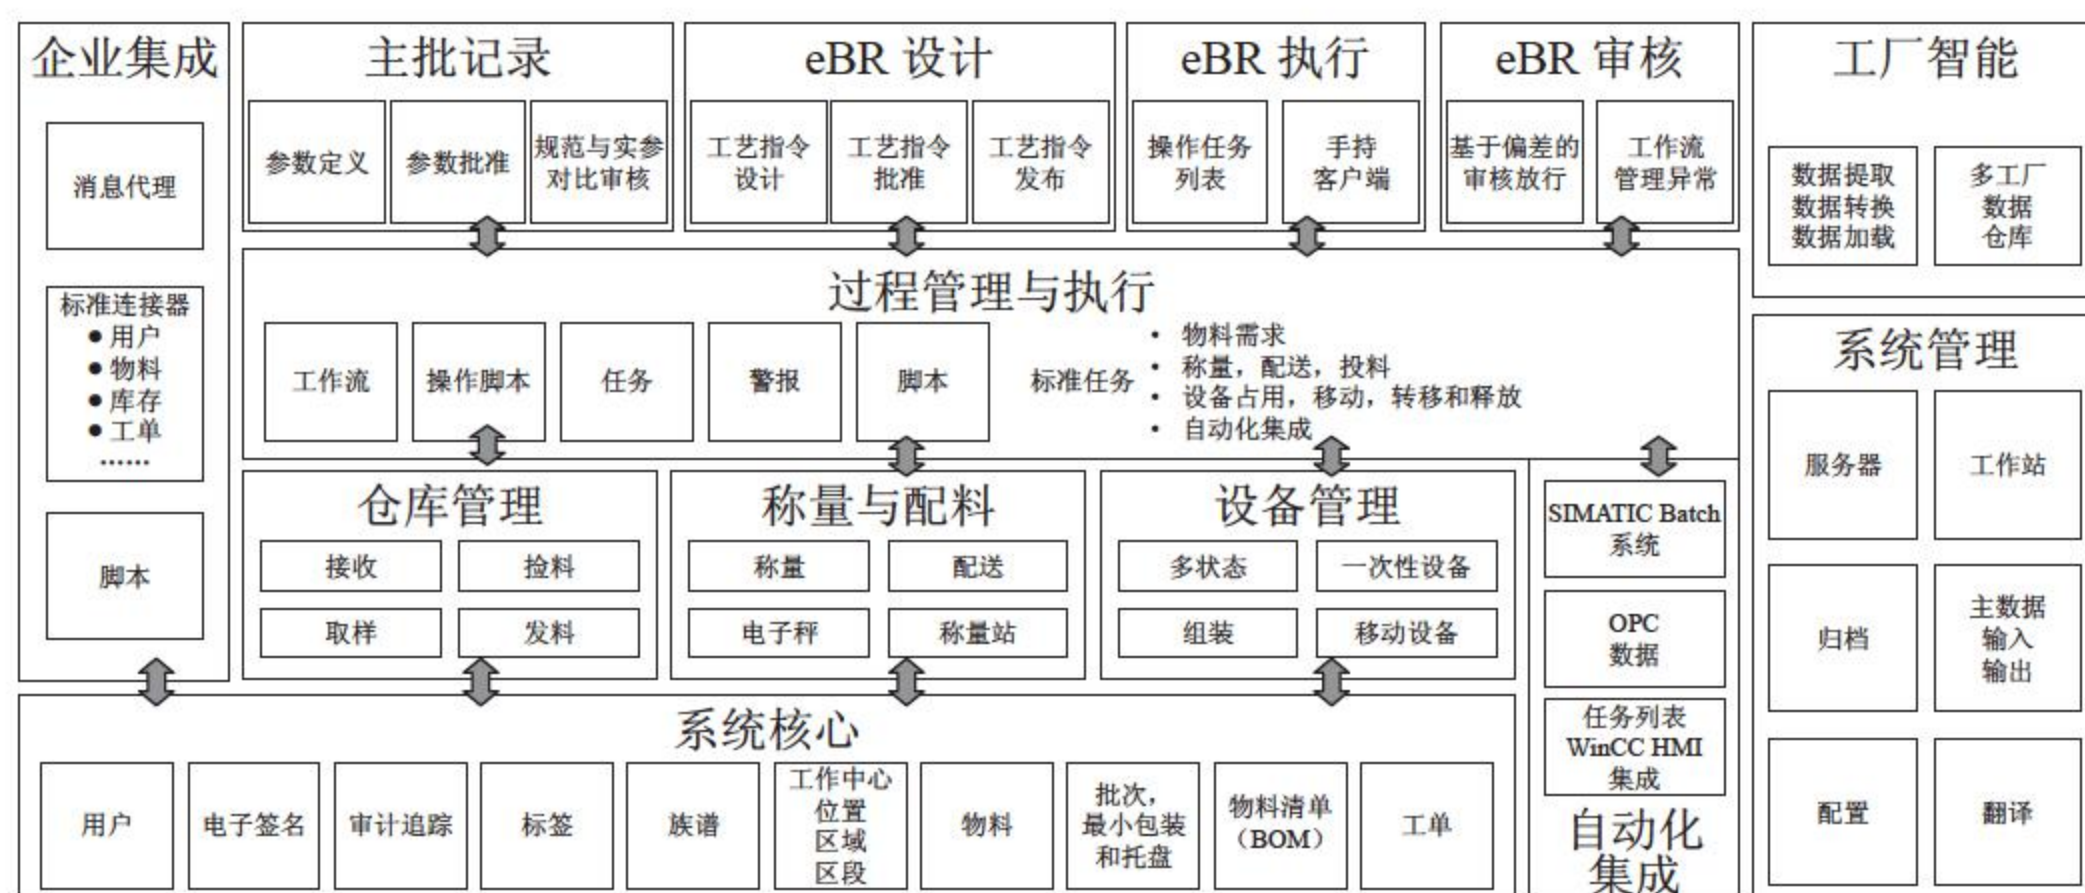 企业集成
消息代理
标准连接器
● 用户
● 物料
● 库存
● 工单
……
脚本
主批记录
参数定义
参数批准
规范与实参
对比审核
eBR 设计
工艺指令
设计
工艺指令
批准
工艺指令
发布
eBR 执行
操作任务
列表
手持
客户端
eBR 审核
基于偏差的
审核放行
工作流
管理异常
工厂智能
数据提取
数据转换
数据加载
多工厂
数据
仓库
过程管理与执行
工作流
操作脚本
任务
警报
脚本
标准任务
• 物料需求
• 称量，配送，投料
• 设备占用，移动，转移和释放
• 自动化集成
仓库管理
接收
捡料
取样
发料
称量与配料
称量
配送
电子秤
称量站
设备管理
多状态
一次性设备
组装
移动设备
SIMATIC Batch
系统
OPC
数据
任务列表
WinCC HMI
集成
自动化
集成
系统管理
服务器
工作站
归档
主数据
输入
输出
配置
翻译
系统核心
用户
电子签名
审计追踪
标签
族谱
工作中心
位置
区域
区段
物料
批次，
最小包装
和托盘
物料清单
（BOM）
工单